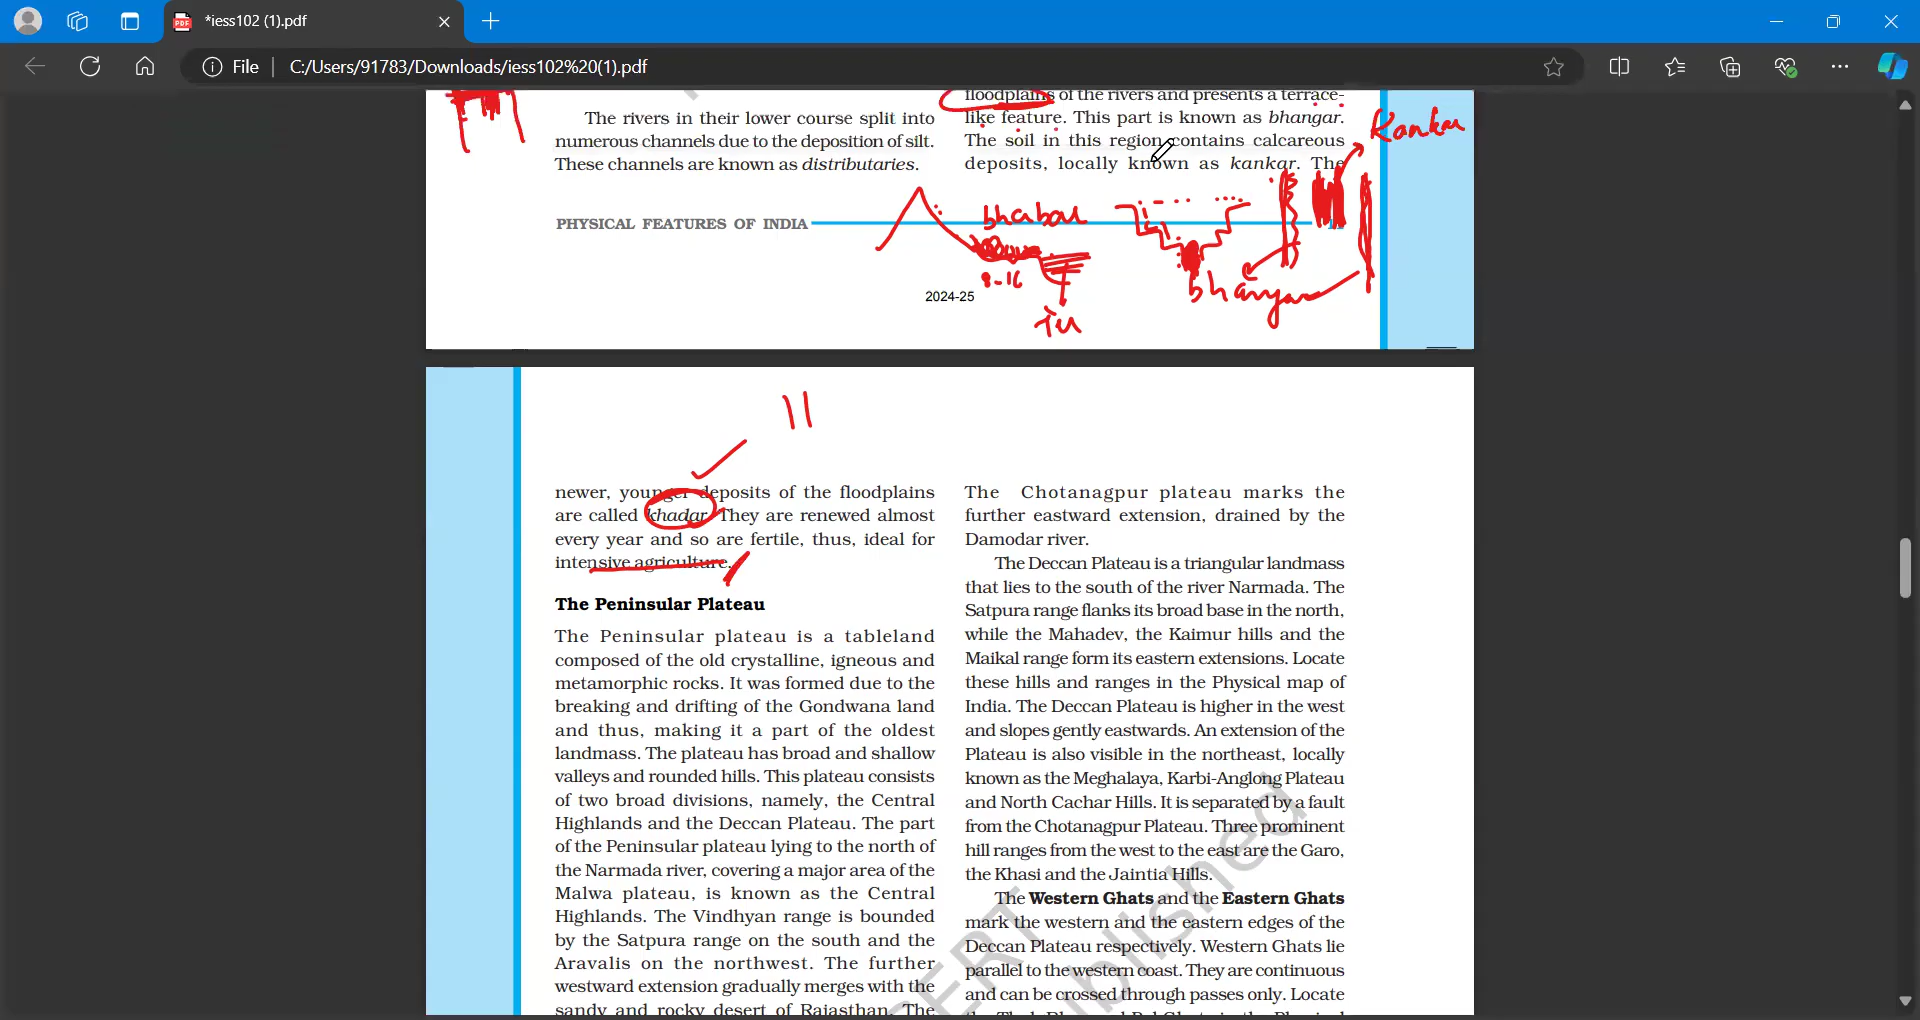 *iess102 (1).pdf
File
C:/Users/91783/Downloads/iess102%20(1).pdf
The rivers in their lower course split into
numerous channels due to the deposition of silt.
These channels are known as distributaries.
floodplains of the rivers and presents a terrace-
like feature. This part is known as bhangar.
The soil in this region contains calcareous
deposits, locally known as kankar. The
Kankar
PHYSICAL FEATURES OF INDIA
bhabar
8-16
bhangar
2024-25
newer, younger deposits of the floodplains
are called khadar. They are renewed almost
every year and so are fertile, thus, ideal for
intensive agriculture.
The Peninsular Plateau
The Peninsular plateau is a tableland
composed of the old crystalline, igneous and
metamorphic rocks. It was formed due to the
breaking and drifting of the Gondwana land
and thus, making it a part of the oldest
landmass. The plateau has broad and shallow
valleys and rounded hills. This plateau consists
of two broad divisions, namely, the Central
Highlands and the Deccan Plateau. The part
of the Peninsular plateau lying to the north of
the Narmada river, covering a major area of the
Malwa plateau, is known as the Central
Highlands. The Vindhyan range is bounded
by the Satpura range on the south and the
Aravalis on the northwest. The further
westward extension gradually merges with the
sandy and rocky desert of Rajasthan. The
The Chotanagpur plateau marks the
further eastward extension, drained by the
Damodar river.
The Deccan Plateau is a triangular landmass
that lies to the south of the river Narmada. The
Satpura range flanks its broad base in the north,
while the Mahadev, the Kaimur hills and the
Maikal range form its eastern extensions. Locate
these hills and ranges in the Physical map of
India. The Deccan Plateau is higher in the west
and slopes gently eastwards. An extension of the
Plateau is also visible in the northeast, locally
known as the Meghalaya, Karbi-Anglong Plateau
and North Cachar Hills. It is separated by a fault
from the Chotanagpur Plateau. Three prominent
hill ranges from the west to the east are the Garo,
the Khasi and the Jaintia Hills.
The Western Ghats and the Eastern Ghats
mark the western and the eastern edges of the
Deccan Plateau respectively. Western Ghats lie
parallel to the western coast. They are continuous
and can be crossed through passes only. Locate